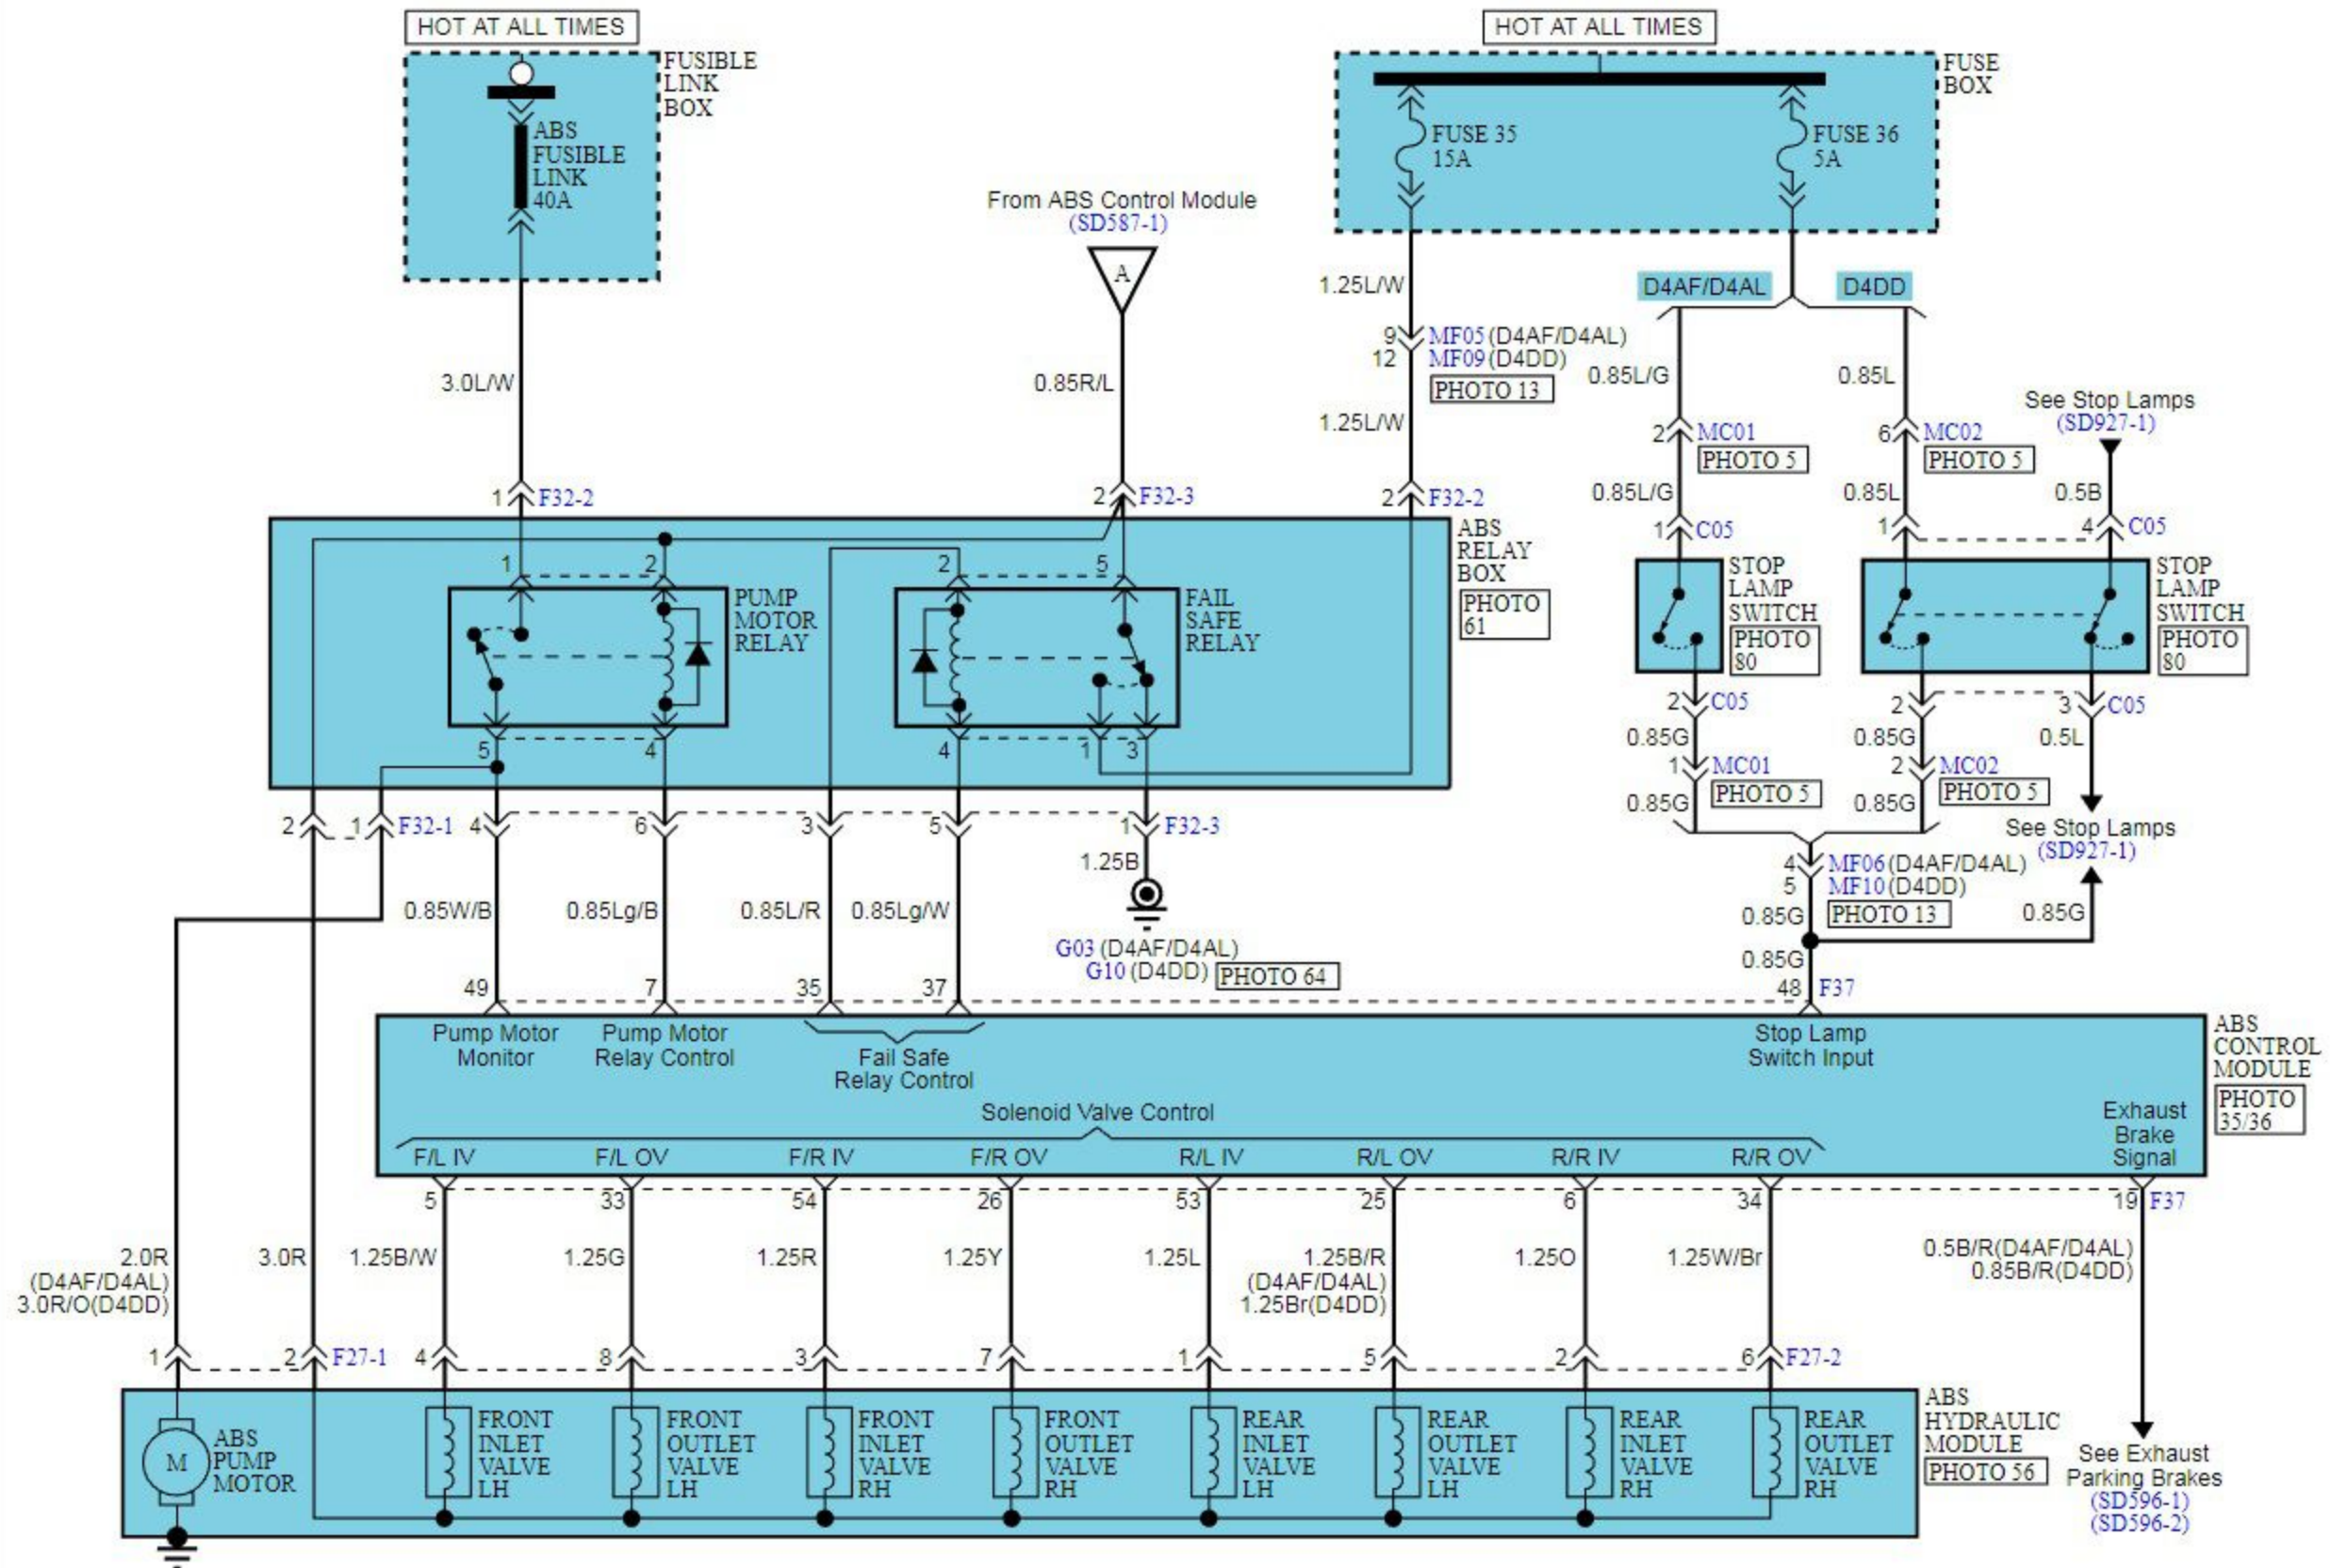 HOT AT ALL TIMES
FUSIBLE
LINK
BOX
ABS
FUSIBLE
LINK
40A
3.0L/W
1
F32-2
From ABS Control Module
(SD587-1)
A
0.85R/L
2
F32-3
HOT AT ALL TIMES
FUSE
BOX
FUSE 35
15A
FUSE 36
5A
1.25L/W
9
MF05 (D4AF/D4AL)
12
MF09 (D4DD)
PHOTO 13
1.25L/W
2
F32-2
D4AF/D4AL
D4DD
0.85L/G
0.85L
2
MC01
PHOTO 5
6
MC02
PHOTO 5
See Stop Lamps
(SD927-1)
0.85L/G
0.85L
0.5B
1
C05
1
4
C05
STOP
LAMP
SWITCH
PHOTO
80
STOP
LAMP
SWITCH
PHOTO
80
2
C05
2
3
C05
0.85G
0.85G
0.5L
1
MC01
PHOTO 5
2
MC02
PHOTO 5
0.85G
0.85G
See Stop Lamps
(SD927-1)
4
MF06 (D4AF/D4AL)
5
MF10 (D4DD)
PHOTO 13
0.85G
0.85G
0.85G
48
F37
ABS
RELAY
BOX
PHOTO
61
1
2
PUMP
MOTOR
RELAY
5
4
2
5
FAIL
SAFE
RELAY
4
1
3
2
1
F32-1
4
6
3
5
1
F32-3
1.25B
0.85W/B
0.85Lg/B
0.85L/R
0.85Lg/W
G03 (D4AF/D4AL)
G10 (D4DD)
PHOTO 64
49
7
35
37
Pump Motor
Monitor
Pump Motor
Relay Control
Fail Safe
Relay Control
Stop Lamp
Switch Input
ABS
CONTROL
MODULE
PHOTO
35/36
Solenoid Valve Control
Exhaust
Brake
Signal
F/L IV
F/L OV
F/R IV
F/R OV
R/L IV
R/L OV
R/R IV
R/R OV
5
33
54
26
53
25
6
34
19
F37
2.0R
(D4AF/D4AL)
3.0R/O(D4DD)
3.0R
1.25B/W
1.25G
1.25R
1.25Y
1.25L
1.25B/R
(D4AF/D4AL)
1.25Br(D4DD)
1.25O
1.25W/Br
0.5B/R(D4AF/D4AL)
0.85B/R(D4DD)
1
2
F27-1
4
8
3
7
1
5
2
6
F27-2
M
ABS
PUMP
MOTOR
FRONT
INLET
VALVE
LH
FRONT
OUTLET
VALVE
LH
FRONT
INLET
VALVE
RH
FRONT
OUTLET
VALVE
RH
REAR
INLET
VALVE
LH
REAR
OUTLET
VALVE
LH
REAR
INLET
VALVE
RH
REAR
OUTLET
VALVE
RH
ABS
HYDRAULIC
MODULE
PHOTO 56
See Exhaust
Parking Brakes
(SD596-1)
(SD596-2)